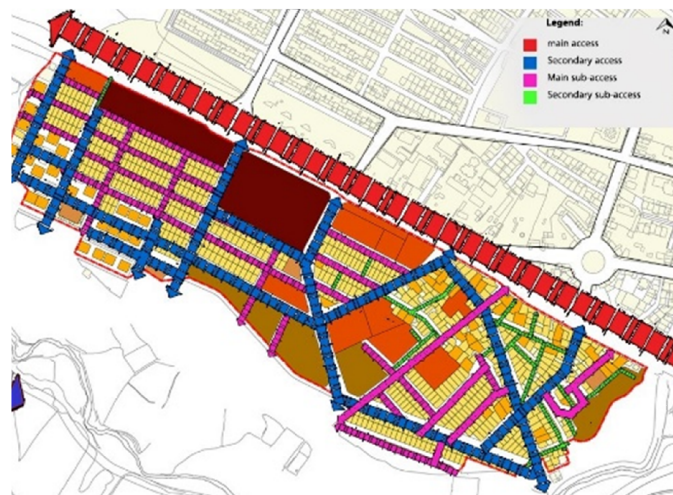 Legend:
N
main access
Secondary access
Main sub-access
Secondary sub-access